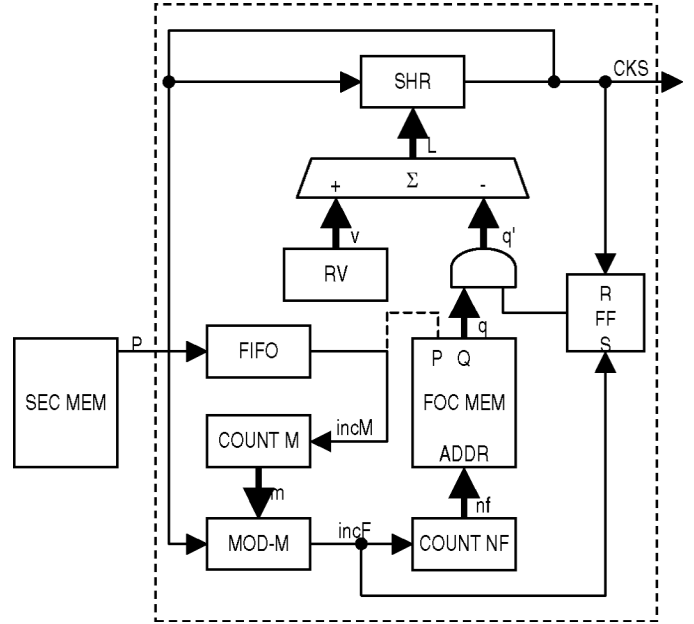 CKS
SHR
L
+ Σ -
v
q'
RV
R
FF
S
q
P
FIFO
P Q
SEC MEM
FOC MEM
COUNT M
incM
ADDR
m
nf
MOD-M
incF
COUNT NF